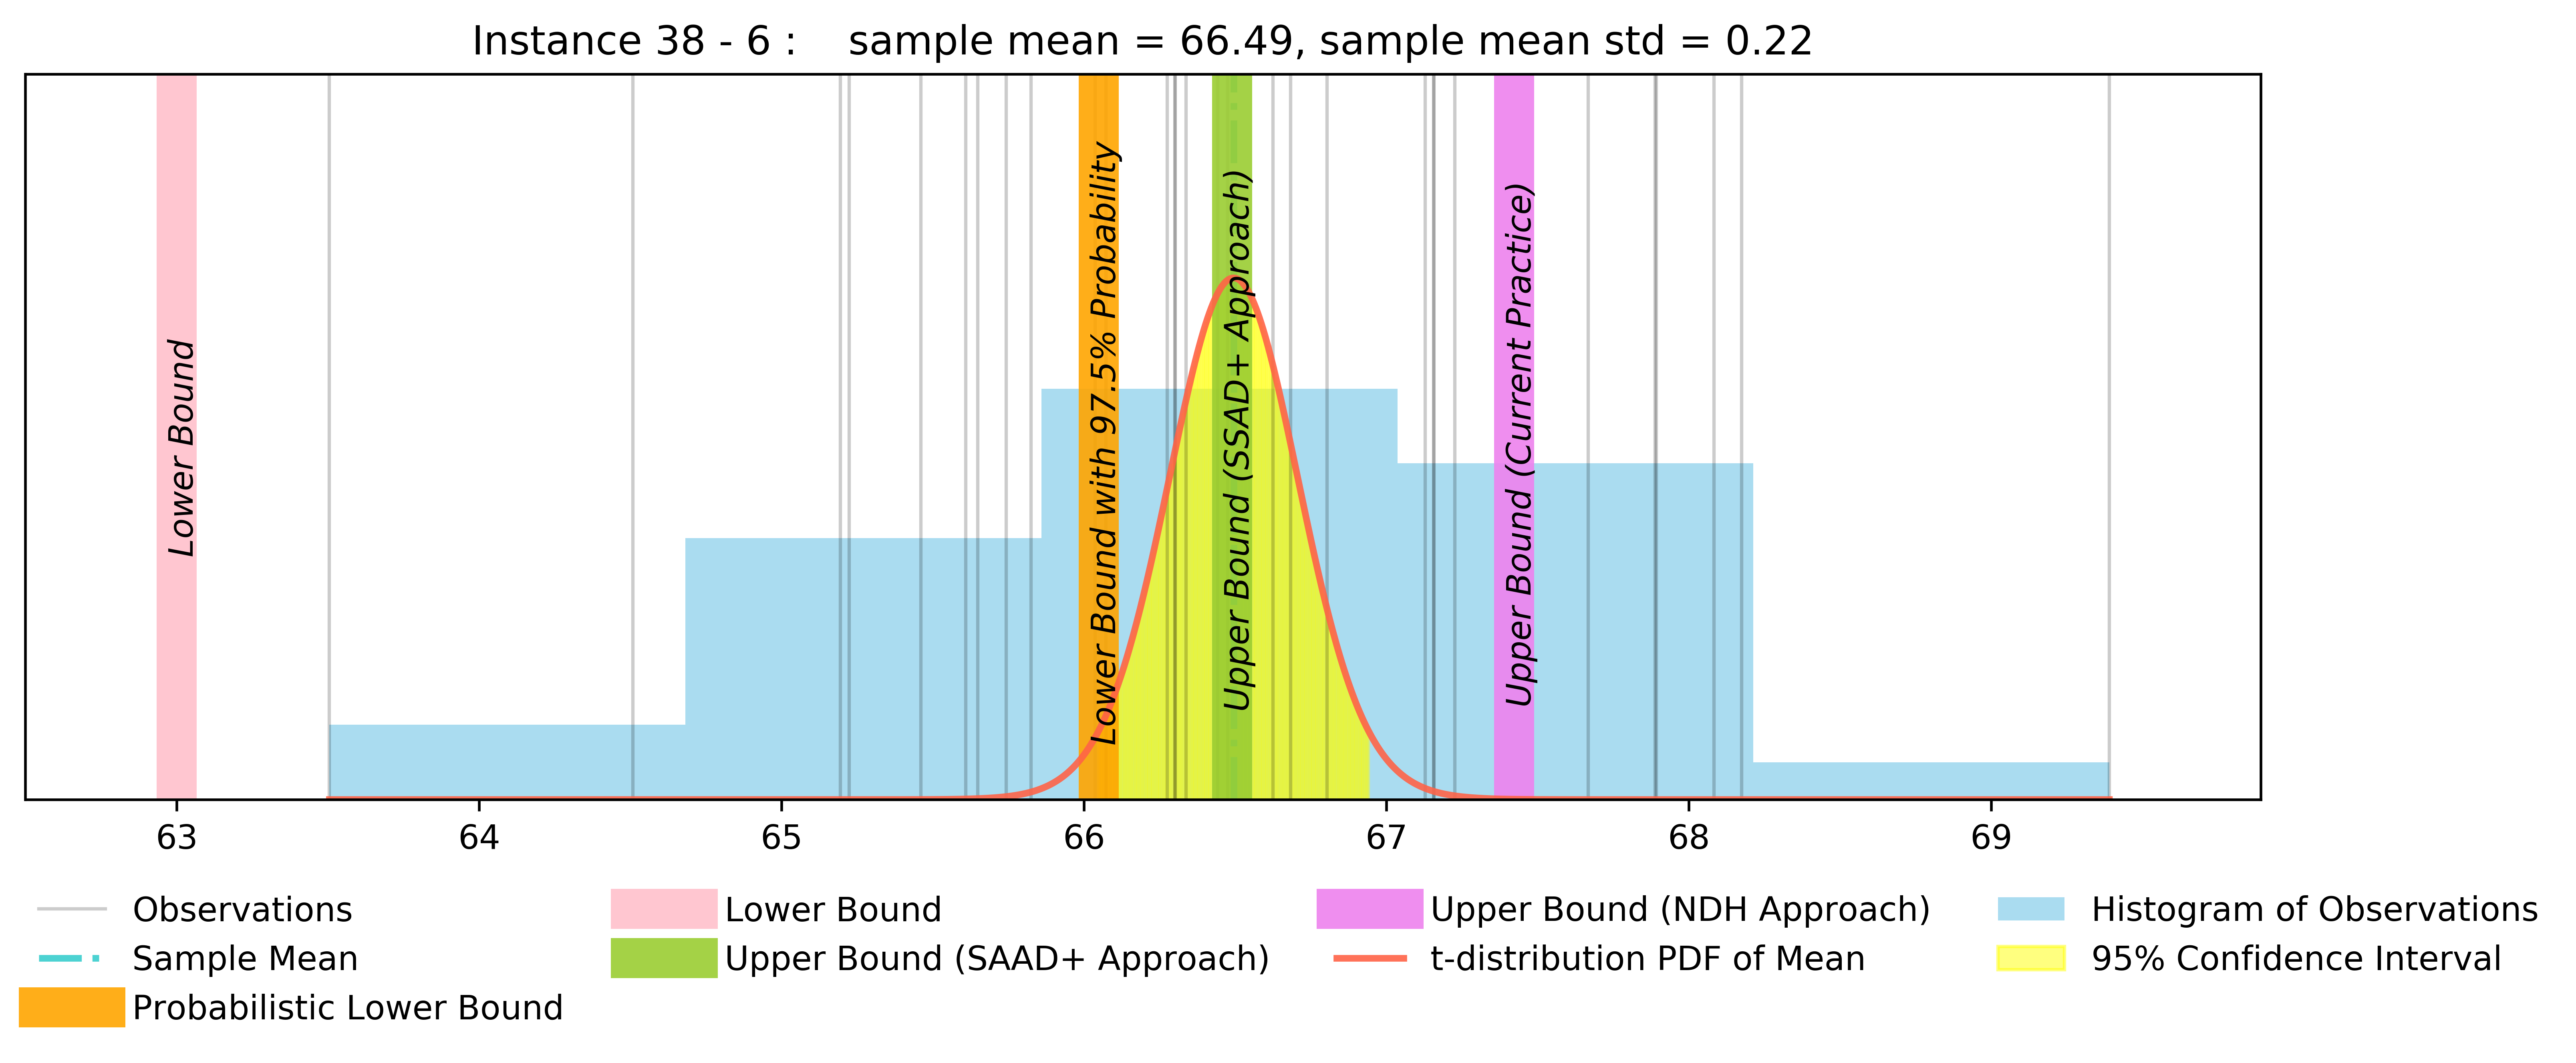 Instance 38 - 6 :    sample mean = 66.49, sample mean std = 0.22
Lower Bound
Lower Bound with 97.5% Probability
Upper Bound (SSAD+ Approach)
Upper Bound (Current Practice)
63 64 65 66 67 68 69
Observations
Sample Mean
Probabilistic Lower Bound
Lower Bound
Upper Bound (SAAD+ Approach)
Upper Bound (NDH Approach)
t-distribution PDF of Mean
Histogram of Observations
95% Confidence Interval